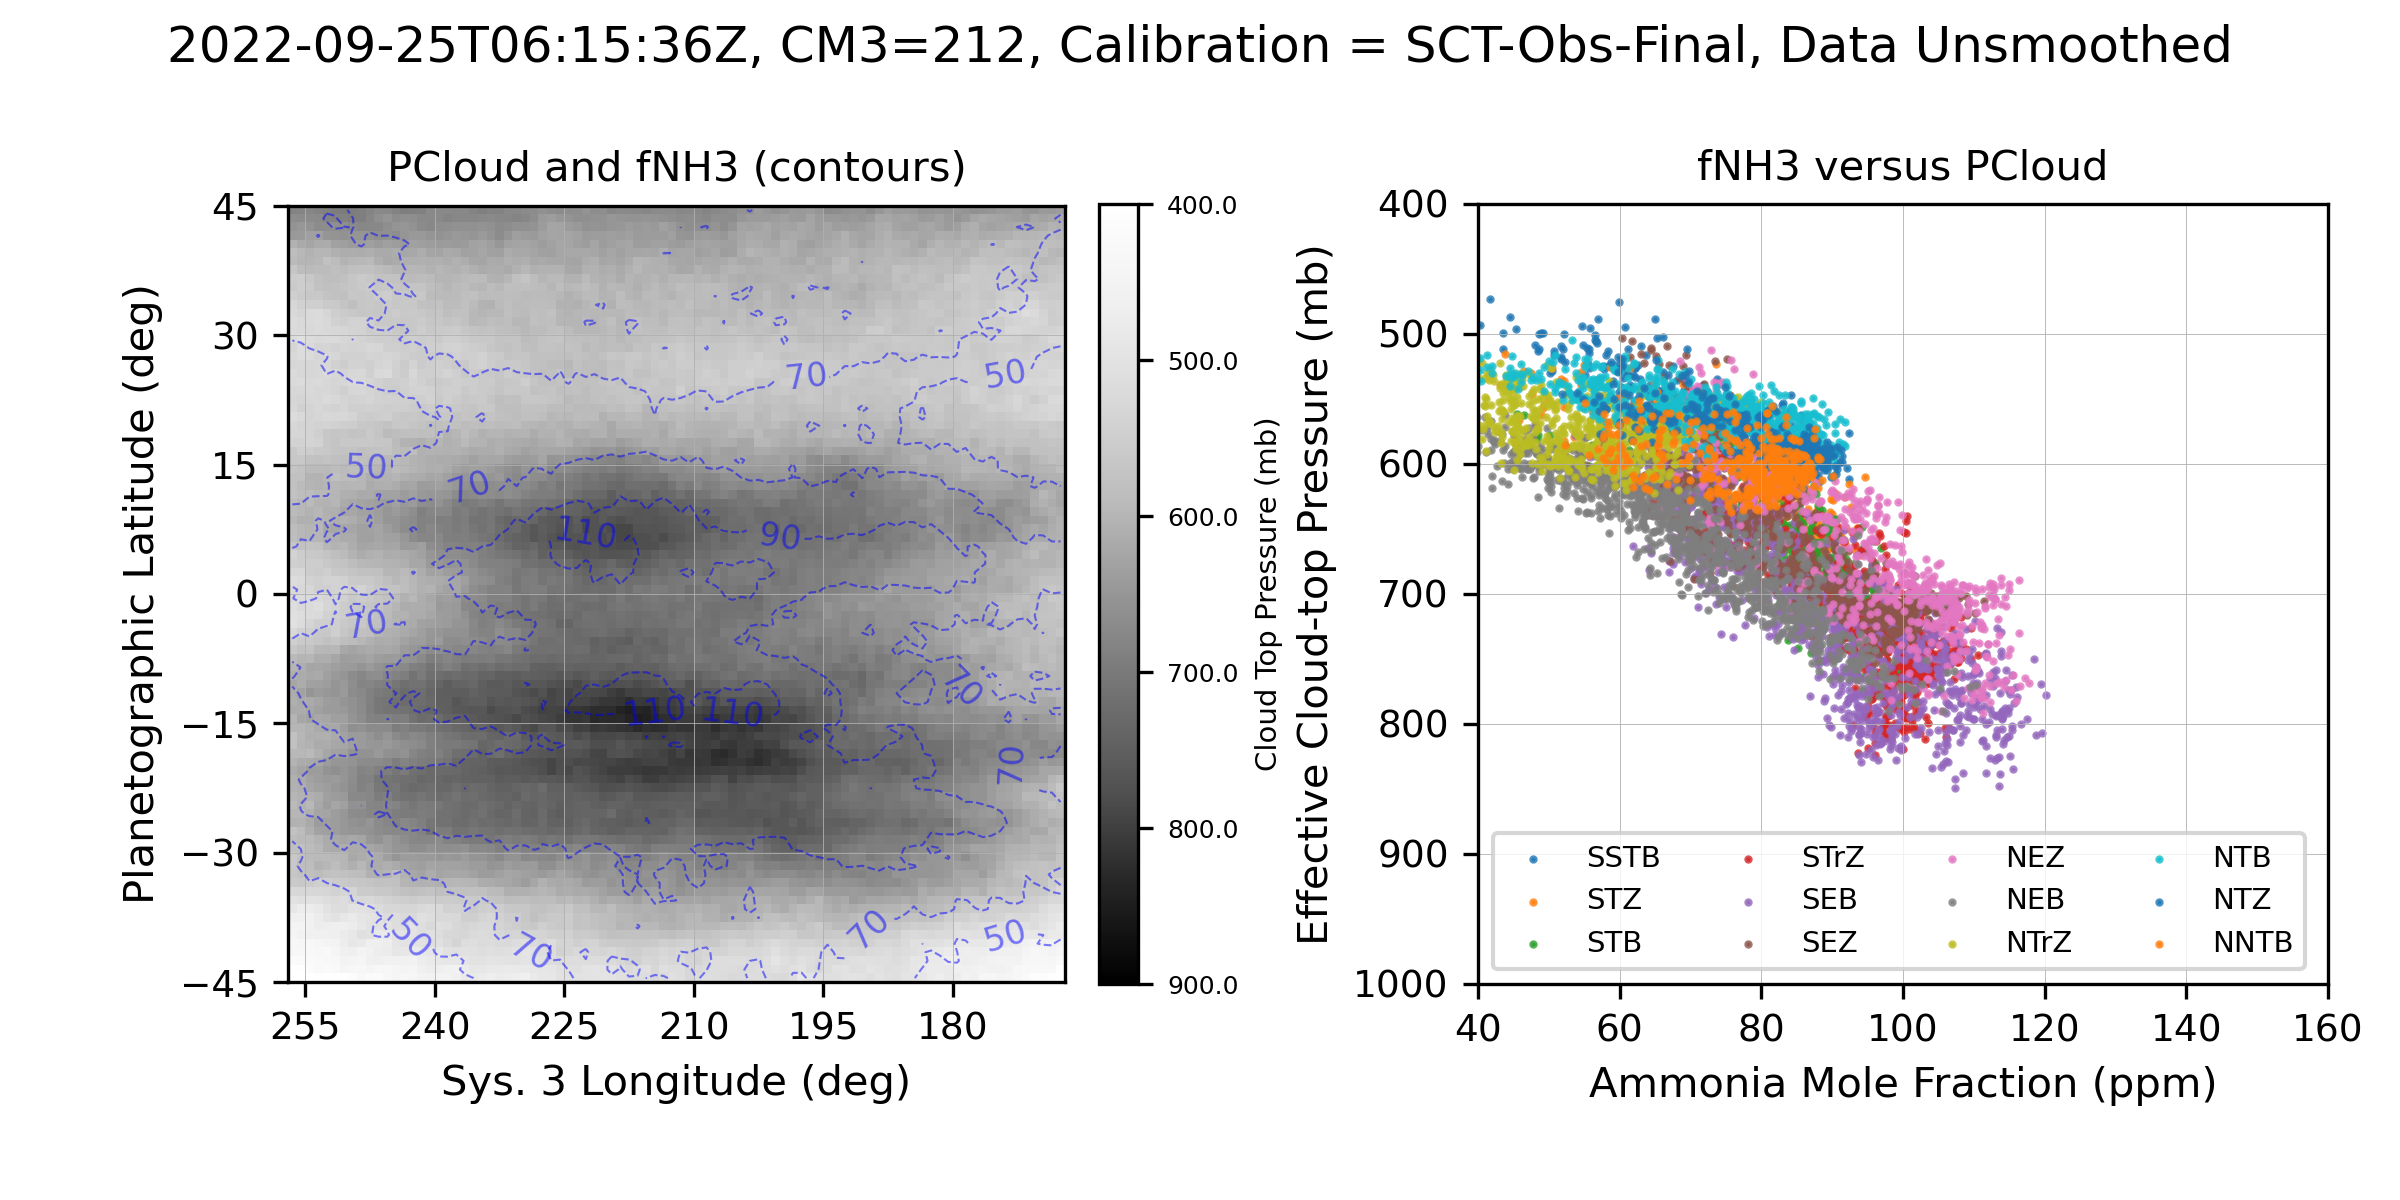 2022-09-25T06:15:36Z, CM3=212, Calibration = SCT-Obs-Final, Data Unsmoothed
PCloud and fNH3 (contours)
45
30
15
0
−15
−30
−45
Planetographic Latitude (deg)
255
240
225
210
195
180
Sys. 3 Longitude (deg)
70
50
50
70
110
90
70
70
110
110
70
50
70
70
50
400.0
500.0
600.0
700.0
800.0
900.0
Cloud Top Pressure (mb)
fNH3 versus PCloud
400
500
600
700
800
900
1000
Effective Cloud-top Pressure (mb)
SSTB
STZ
STB
STrZ
SEB
SEZ
NEZ
NEB
NTrZ
NTB
NTZ
NNTB
40
60
80
100
120
140
160
Ammonia Mole Fraction (ppm)